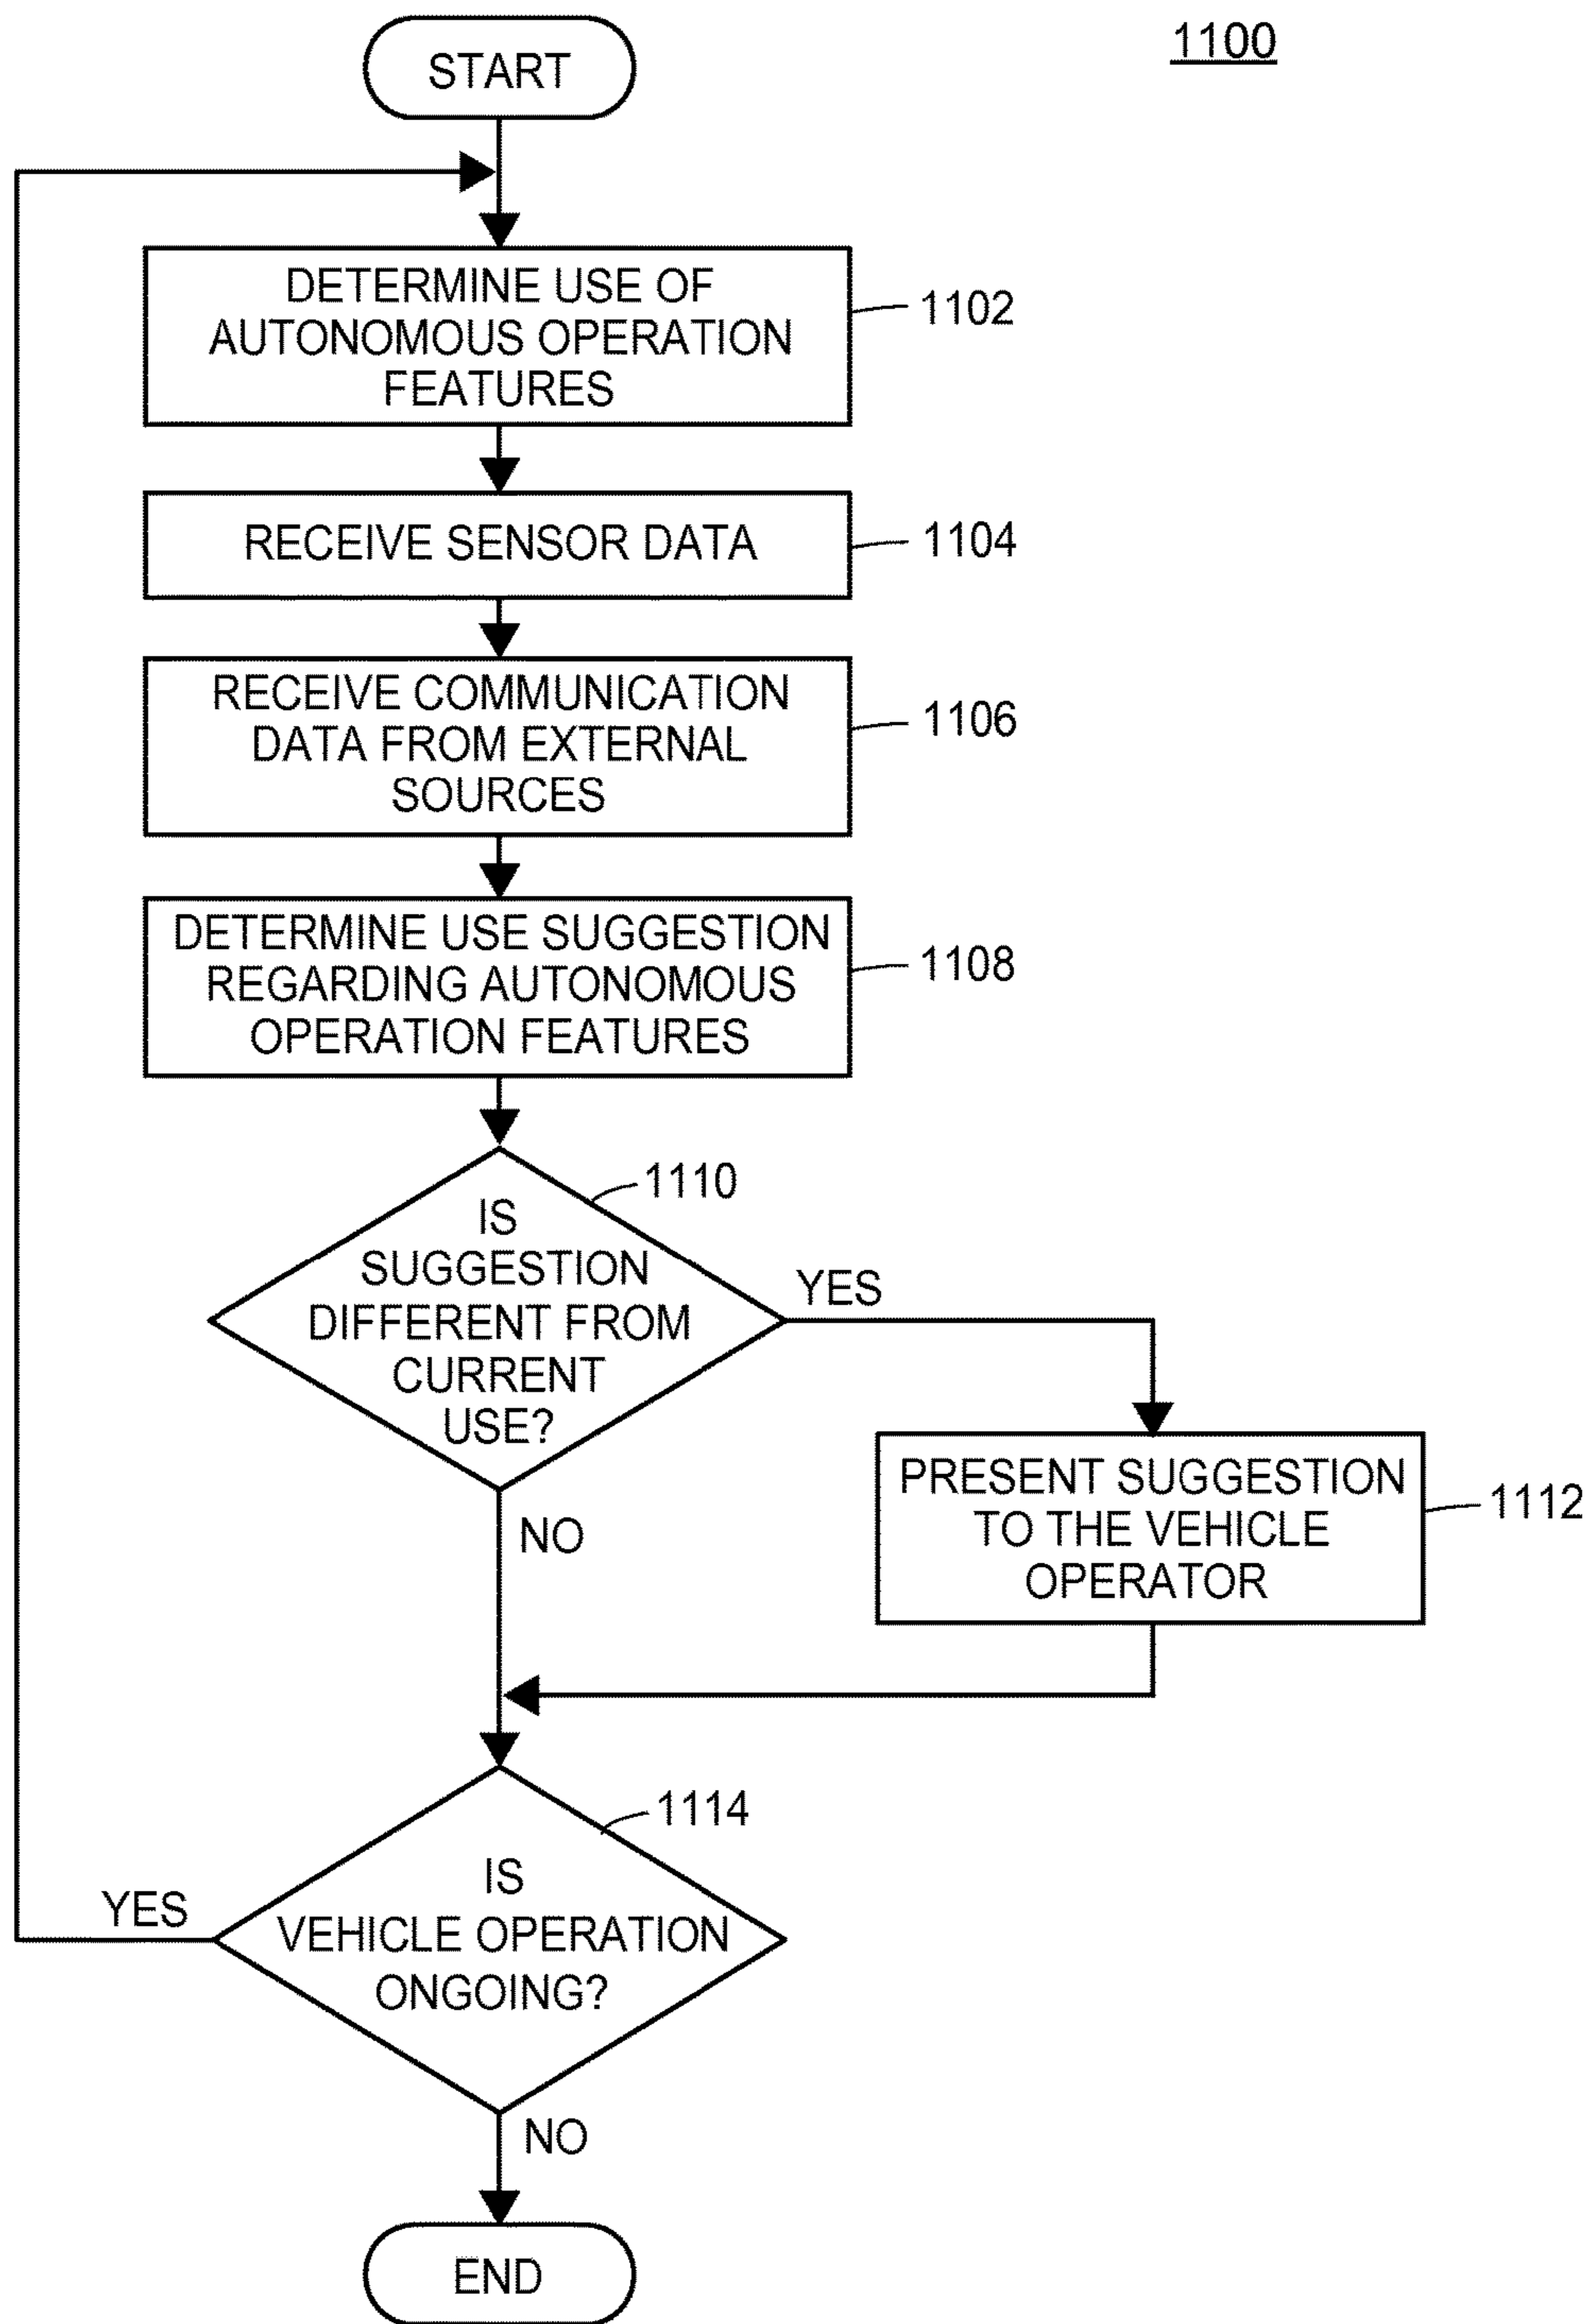 1100
START
DETERMINE USE OF
AUTONOMOUS OPERATION
FEATURES
1102
RECEIVE SENSOR DATA
1104
RECEIVE COMMUNICATION
DATA FROM EXTERNAL
SOURCES
1106
DETERMINE USE SUGGESTION
REGARDING AUTONOMOUS
OPERATION FEATURES
1108
1110
IS
SUGGESTION
DIFFERENT FROM
CURRENT
USE?
YES
NO
PRESENT SUGGESTION
TO THE VEHICLE
OPERATOR
1112
1114
IS
VEHICLE OPERATION
ONGOING?
YES
NO
END